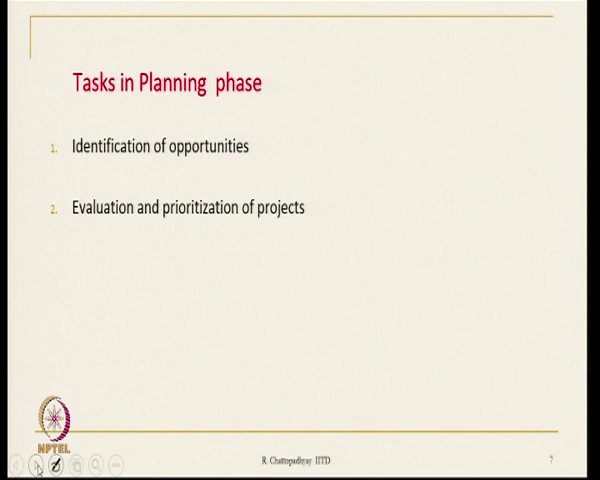 Tasks in Planning phase
1. Identification of opportunities
2. Evaluation and prioritization of projects
NPTEL
R. Chattopadhyay IITD
7